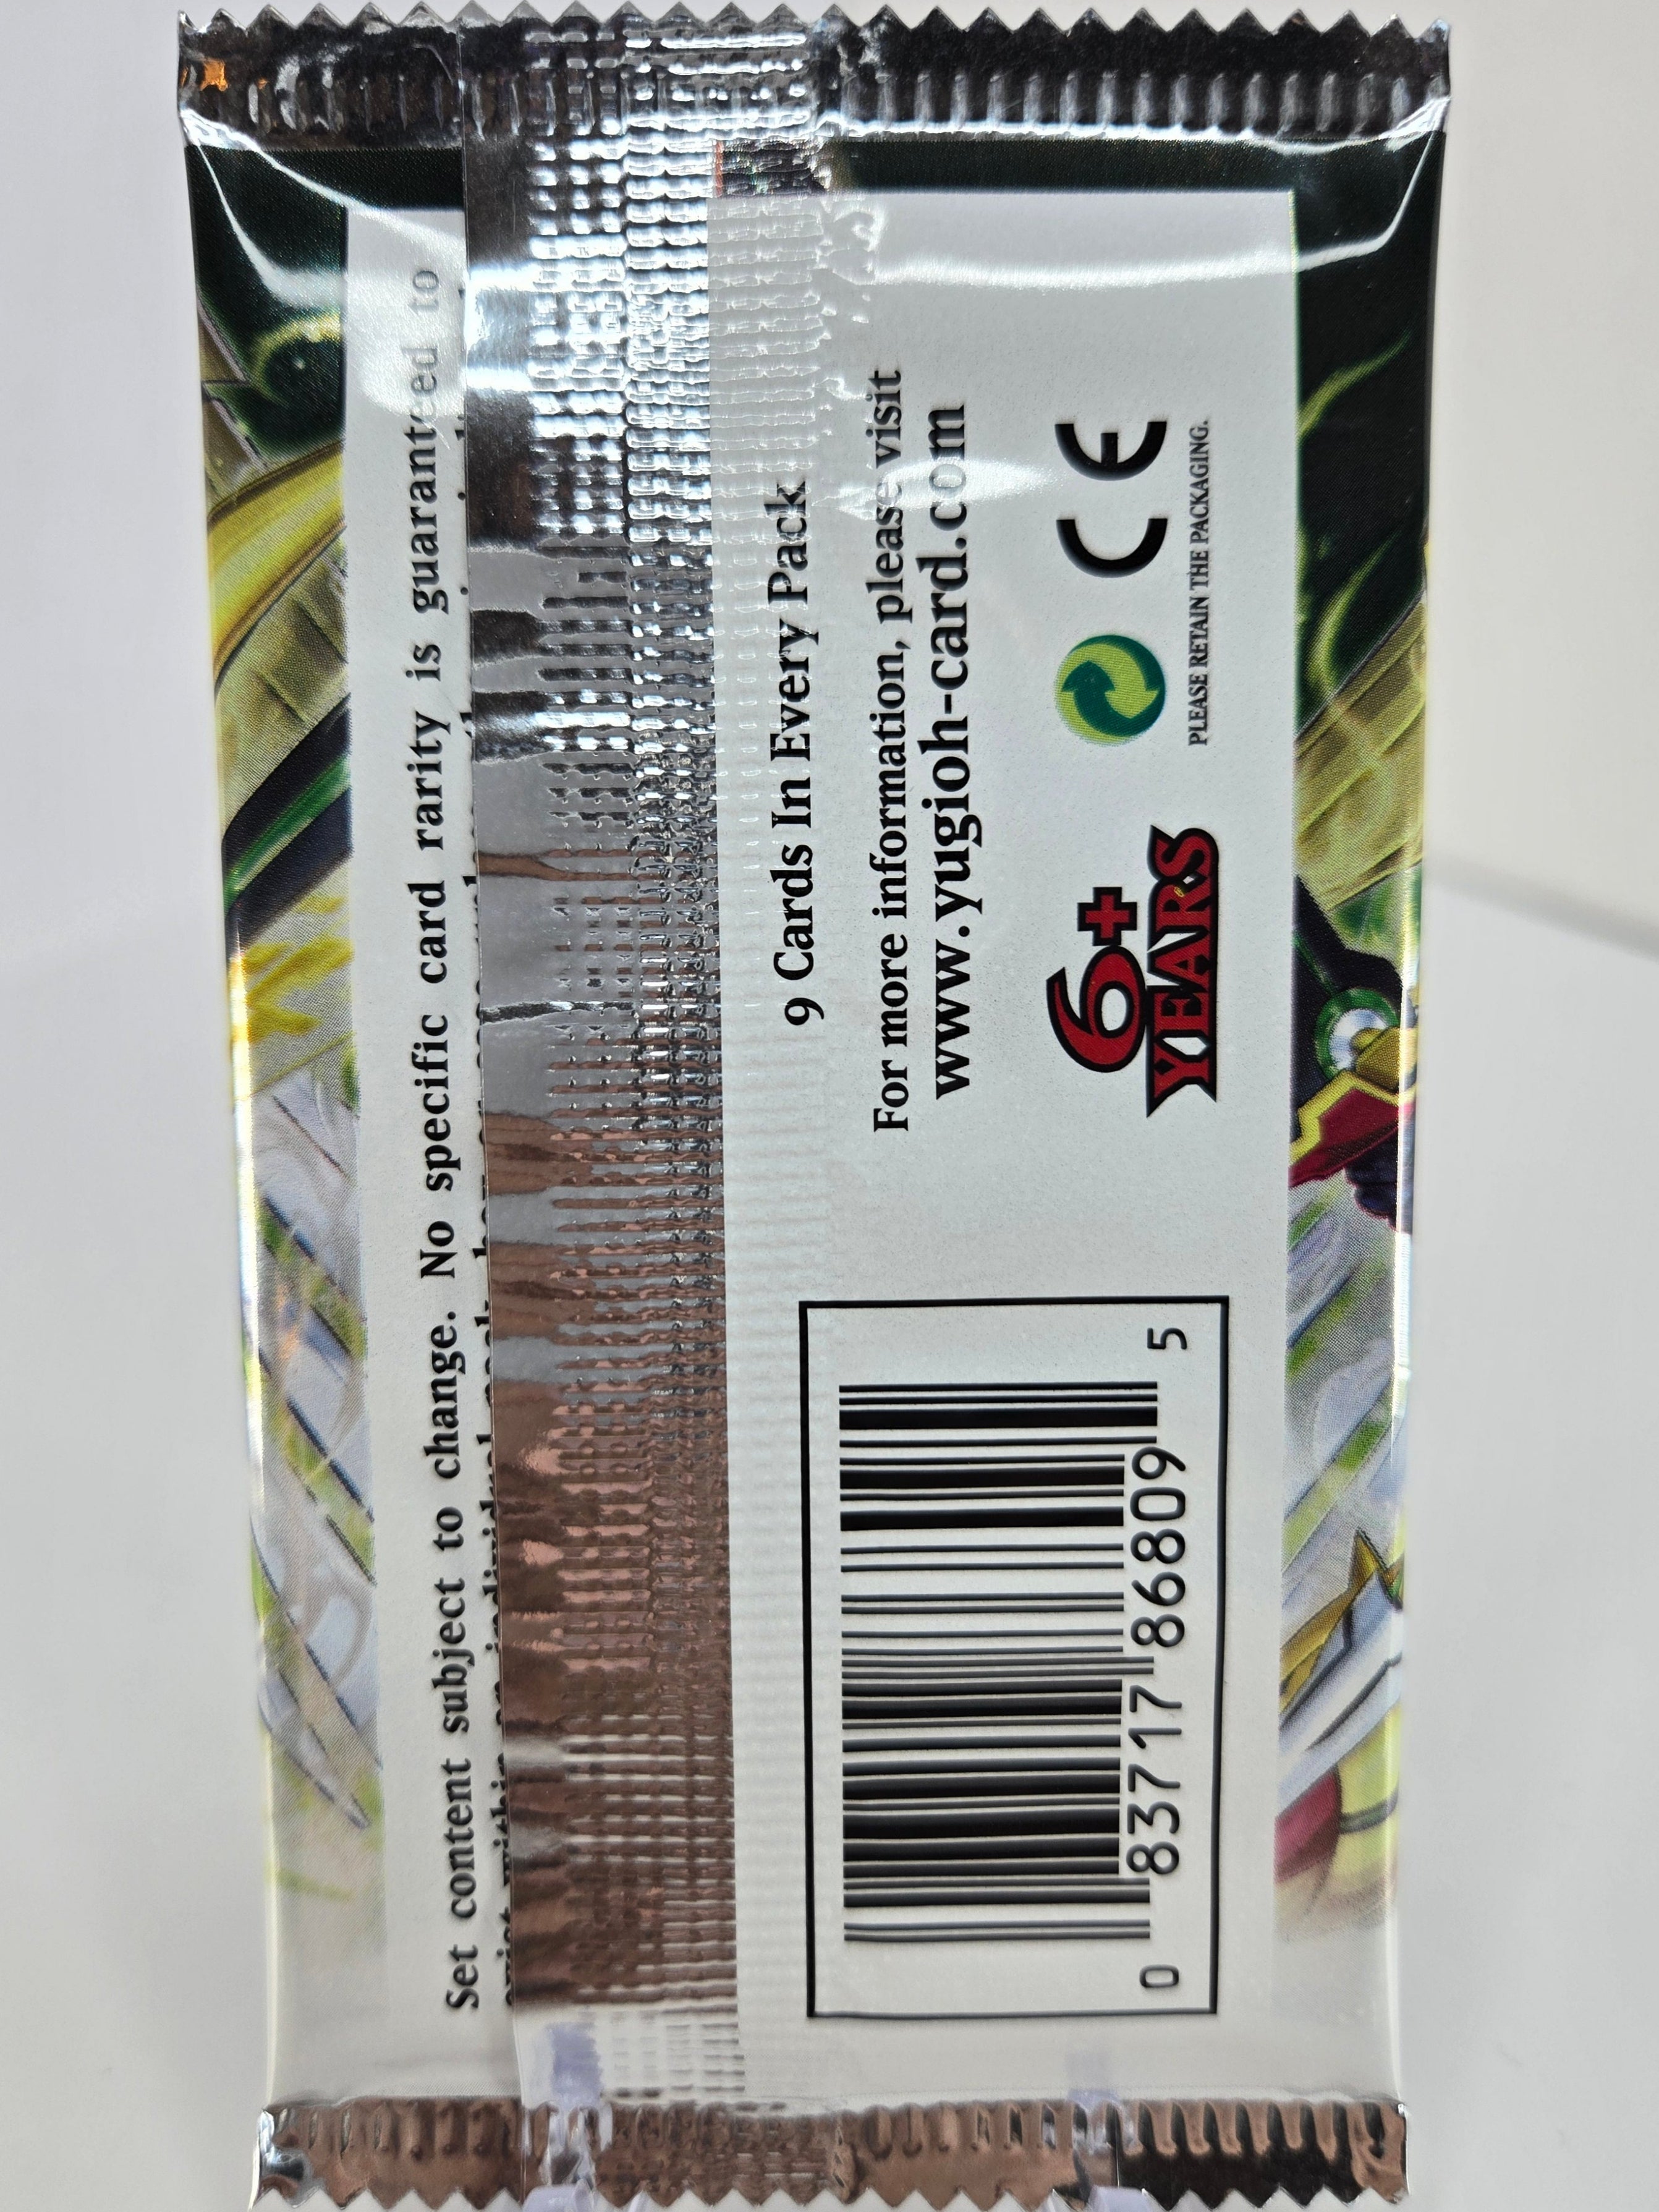 Set content subject to change. No specific card rarity is guaranteed to
9 Cards In Every Pack
For more information, please visit
www.yugioh-card.com
6+
YEARS
CE
PLEASE RETAIN THE PACKAGING.
0 83717 86809 5